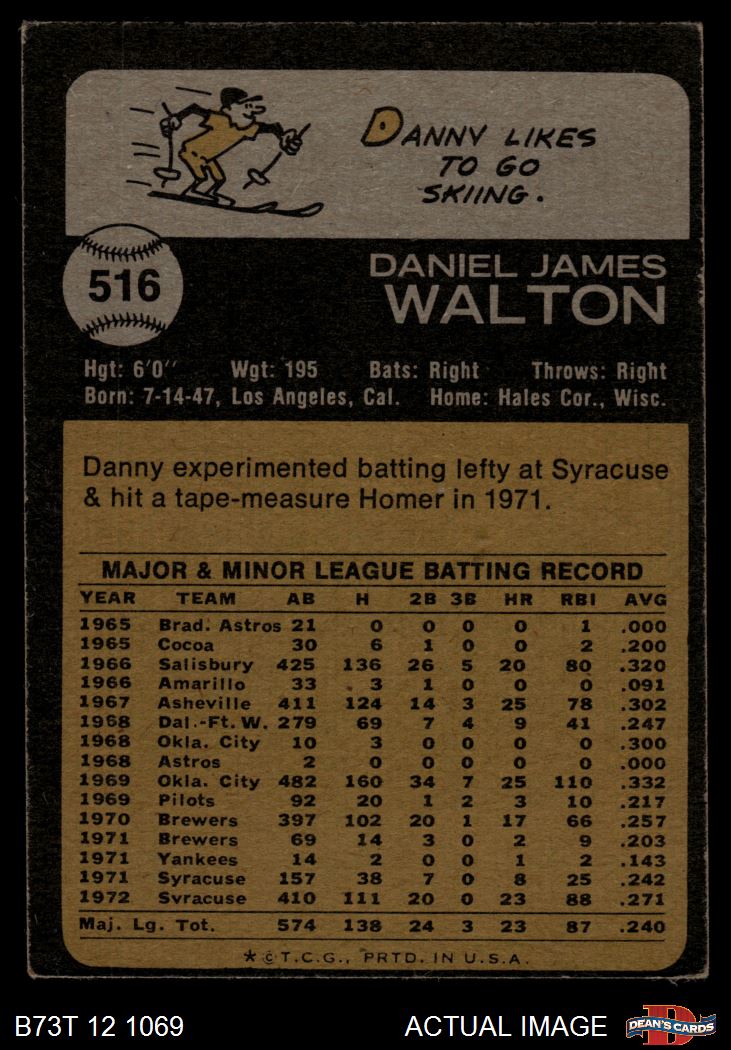 DANNY LIKES
TO GO
SKIING.
516
DANIEL JAMES
WALTON
Hgt: 6'0" Wgt: 195 Bats: Right Throws: Right
Born: 7-14-47, Los Angeles, Cal. Home: Hales Cor., Wisc.
Danny experimented batting lefty at Syracuse
& hit a tape-measure Homer in 1971.
MAJOR & MINOR LEAGUE BATTING RECORD
YEAR TEAM AB H 2B 3B HR RBI AVG
1965 Brad. Astros 21 0 0 0 0 1 .000
1965 Cocoa 30 6 1 0 0 2 .200
1966 Salisbury 425 136 26 5 20 80 .320
1966 Amarillo 33 3 1 0 0 0 .091
1967 Asheville 411 124 14 3 25 78 .302
1968 Dal.-Ft. W. 279 69 7 4 9 41 .247
1968 Okla. City 10 3 0 0 0 0 .300
1968 Astros 2 0 0 0 0 0 .000
1969 Okla. City 482 160 34 7 25 110 .332
1969 Pilots 92 20 1 2 3 10 .217
1970 Brewers 397 102 20 1 17 66 .257
1971 Brewers 69 14 3 0 2 9 .203
1971 Yankees 14 2 0 0 1 2 .143
1971 Syracuse 157 38 7 0 8 25 .242
1972 Syracuse 410 111 20 0 23 88 .271
Maj. Lg. Tot. 574 138 24 3 23 87 .240
* © T.C.G., PRTD. IN U.S.A.
B73T 12 1069 ACTUAL IMAGE
D
DEAN'S CARDS